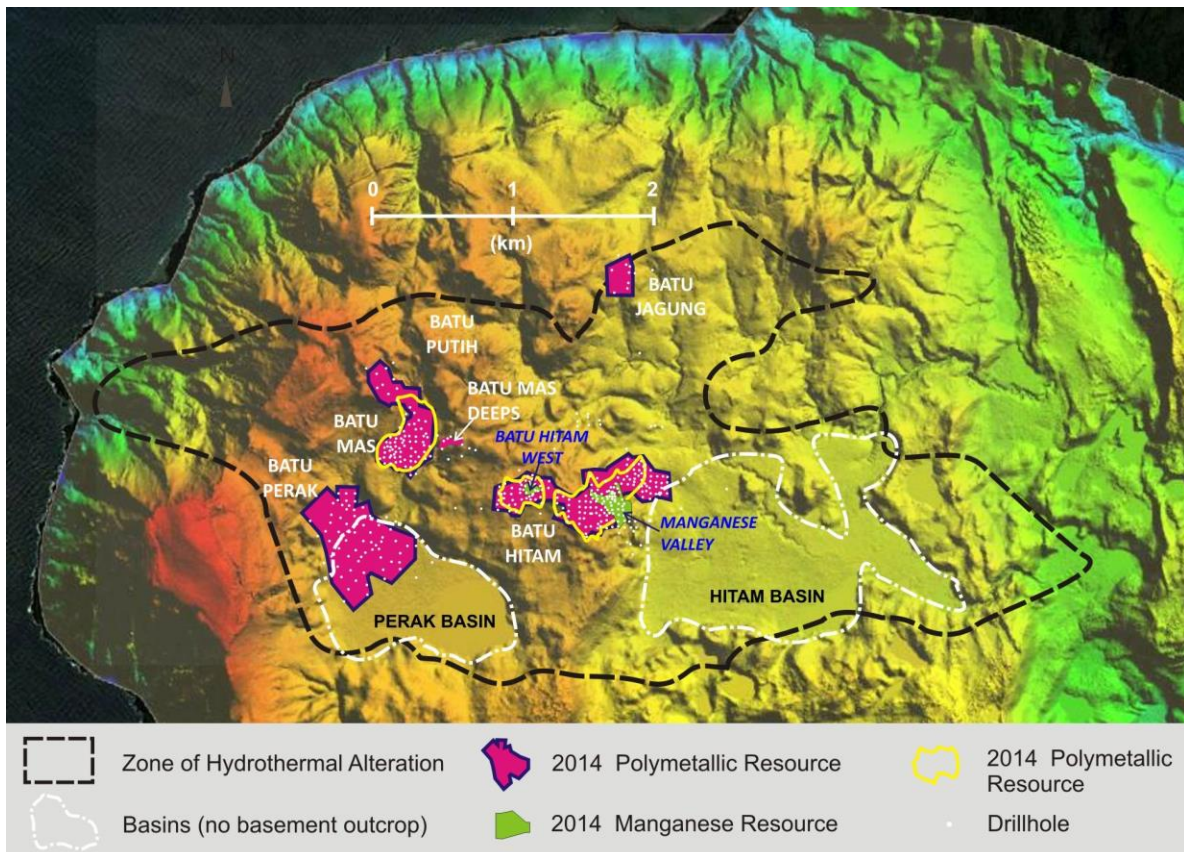 N
0 1 2
(km)
BATU
JAGUNG
BATU
PUTIH
BATU MAS
DEEPS
BATU
MAS
BATU HITAM
WEST
BATU
PERAK
BATU
HITAM
MANGANESE
VALLEY
HITAM BASIN
PERAK BASIN
Zone of Hydrothermal Alteration
2014 Polymetallic Resource
2014 Polymetallic
Resource
Basins (no basement outcrop)
2014 Manganese Resource
Drillhole